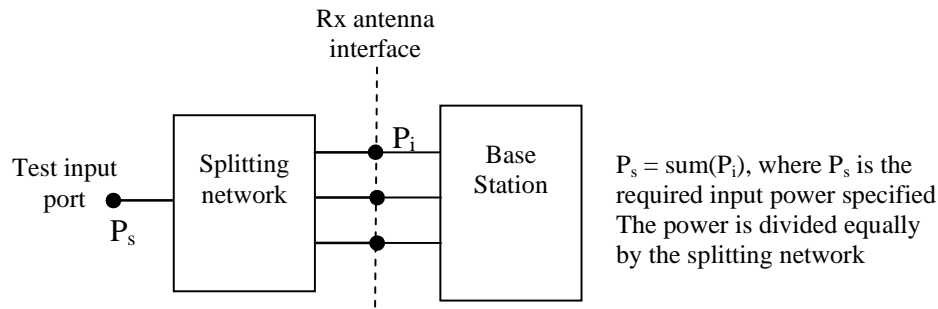 Rx antenna
interface
Test input
port
Ps
Splitting
network
Pi
Base
Station
Ps = sum(Pi), where Ps is the
required input power specified
The power is divided equally
by the splitting network